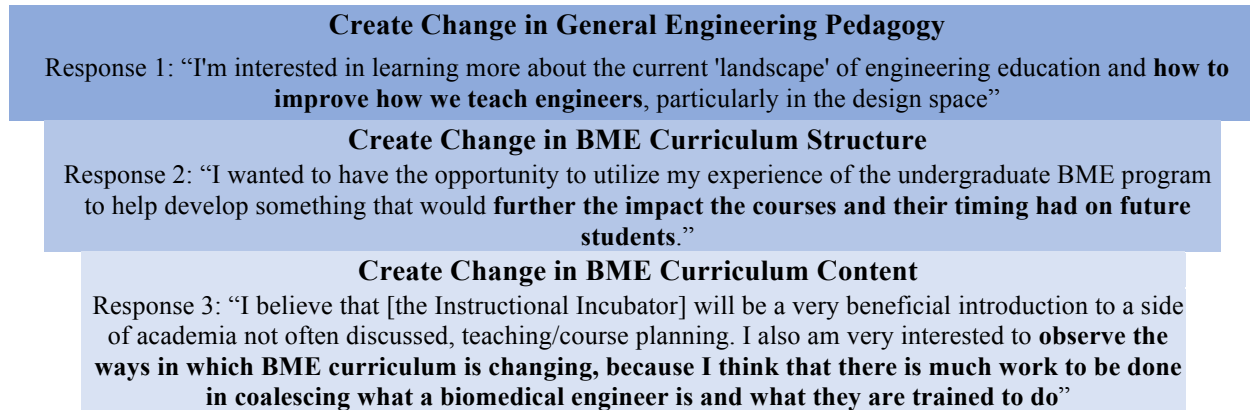 Create Change in General Engineering Pedagogy
Response 1: “I'm interested in learning more about the current 'landscape' of engineering education and how to
improve how we teach engineers, particularly in the design space”
Create Change in BME Curriculum Structure
Response 2: “I wanted to have the opportunity to utilize my experience of the undergraduate BME program
to help develop something that would further the impact the courses and their timing had on future
students.”
Create Change in BME Curriculum Content
Response 3: “I believe that [the Instructional Incubator] will be a very beneficial introduction to a side
of academia not often discussed, teaching/course planning. I also am very interested to observe the
ways in which BME curriculum is changing, because I think that there is much work to be done
in coalescing what a biomedical engineer is and what they are trained to do”